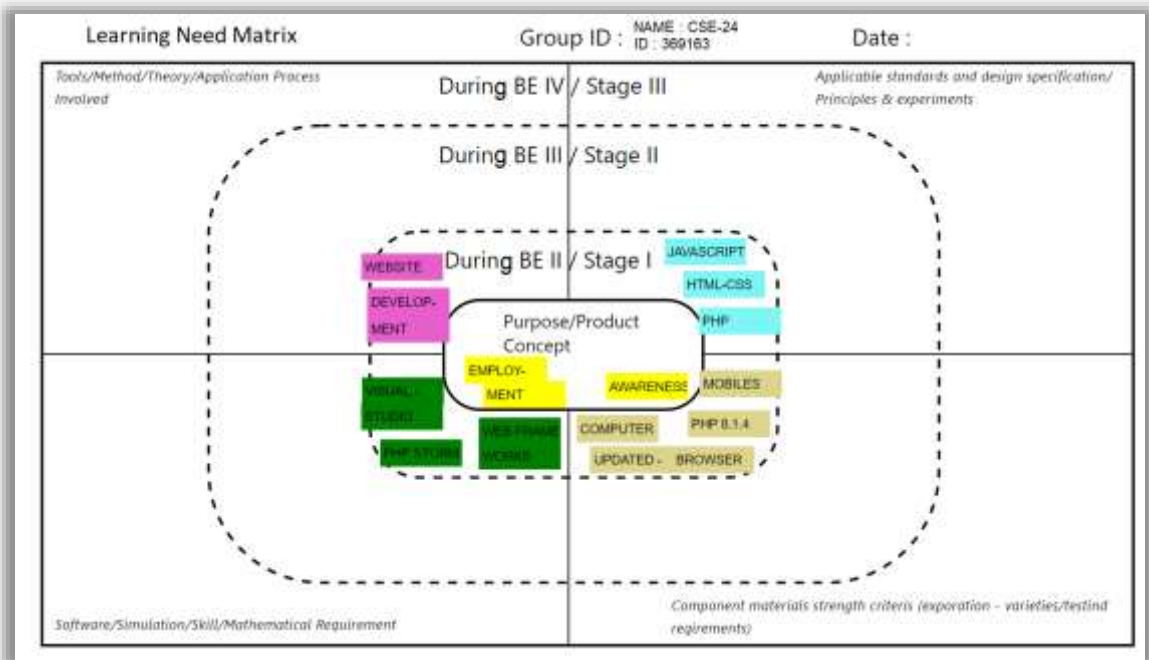 Learning Need Matrix
Group ID :
NAME : CSE-24
ID : 369163
Date :
Tools/Method/Theory/Application Process
Involved
During BE IV / Stage III
Applicable standards and design specification/
Principles & experiments
During BE III / Stage II
During BE II / Stage I
WEBSITE
DEVELOP-
MENT
JAVASCRIPT
HTML-CSS
PHP
Purpose/Product
Concept
EMPLOY-
MENT
AWARENESS
VISUAL -
STUDIO
PHP STORM
WEB FRAME
WORKS
MOBILES
COMPUTER
PHP 8.1.4
UPDATED - BROWSER
Software/Simulation/Skill/Mathematical Requirement
Component materials strength criteria (exporation - varieties/testind
reqirements)